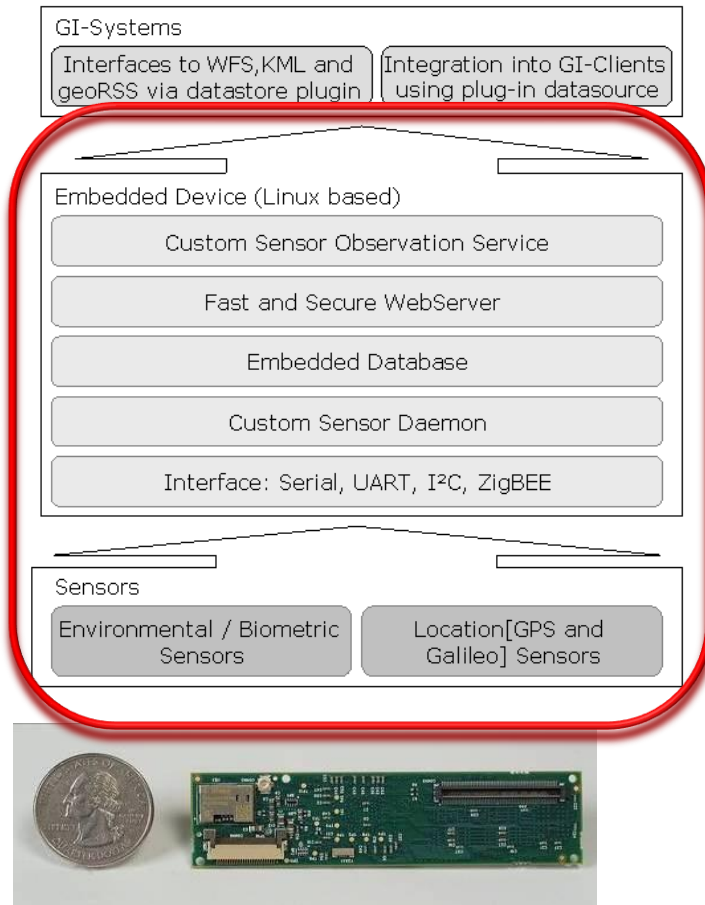 GI-Systems
Interfaces to WFS,KML and
geoRSS via datastore plugin
Integration into GI-Clients
using plug-in datasource
Embedded Device (Linux based)
Custom Sensor Observation Service
Fast and Secure WebServer
Embedded Database
Custom Sensor Daemon
Interface: Serial, UART, I²C, ZigBEE
Sensors
Environmental / Biometric
Sensors
Location[GPS and
Galileo] Sensors